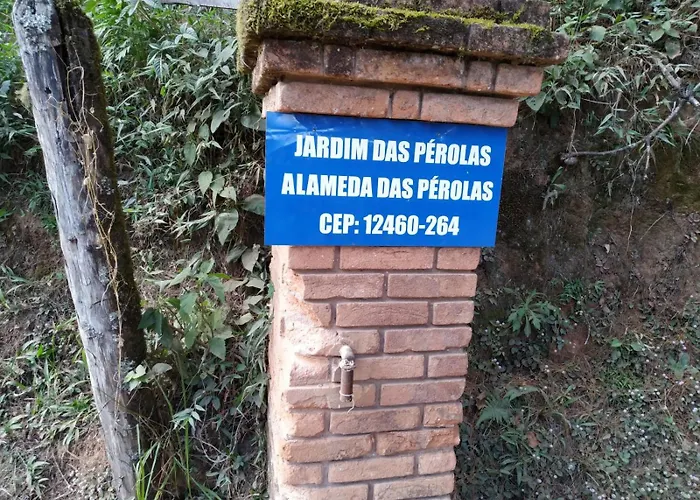 JARDIM DAS PÉROLAS
ALAMEDA DAS PÉROLAS
CEP: 12460-264